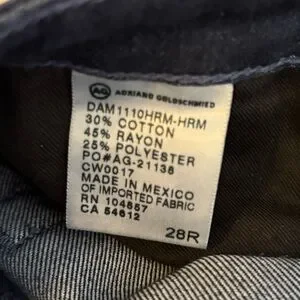 AG ADRIANO GOLDSCHMIED
DAM1110HRM-HRM
30% COTTON
45% RAYON
25% POLYESTER
PO#AG-21136
CW0017
MADE IN MEXICO
OF IMPORTED FABRIC
RN 104857
CA 54612
28R